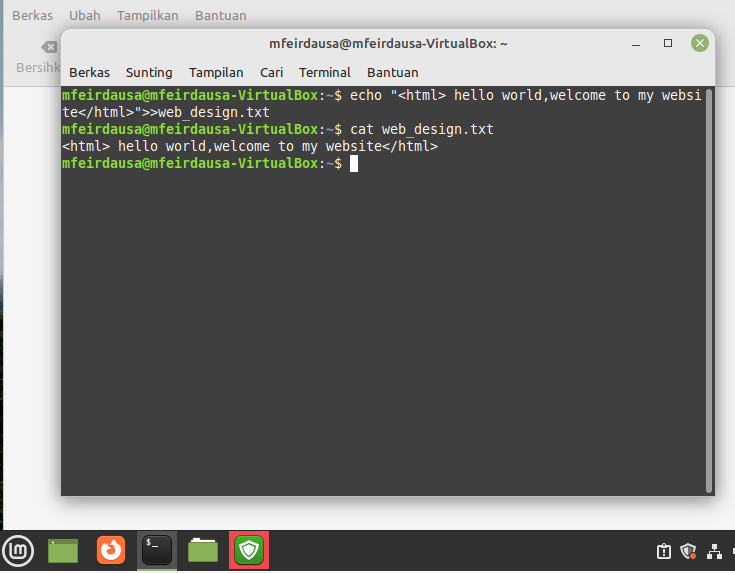 Berkas Ubah Tampilkan Bantuan
mfeirdausa@mfeirdausa-VirtualBox: ~
Bersihk
Berkas Sunting Tampilan Cari Terminal Bantuan
mfeirdausa@mfeirdausa-VirtualBox:~$ echo "<html> hello world,welcome to my websi
te</html>">>web_design.txt
mfeirdausa@mfeirdausa-VirtualBox:~$ cat web_design.txt
<html> hello world,welcome to my website</html>
mfeirdausa@mfeirdausa-VirtualBox:~$
$_